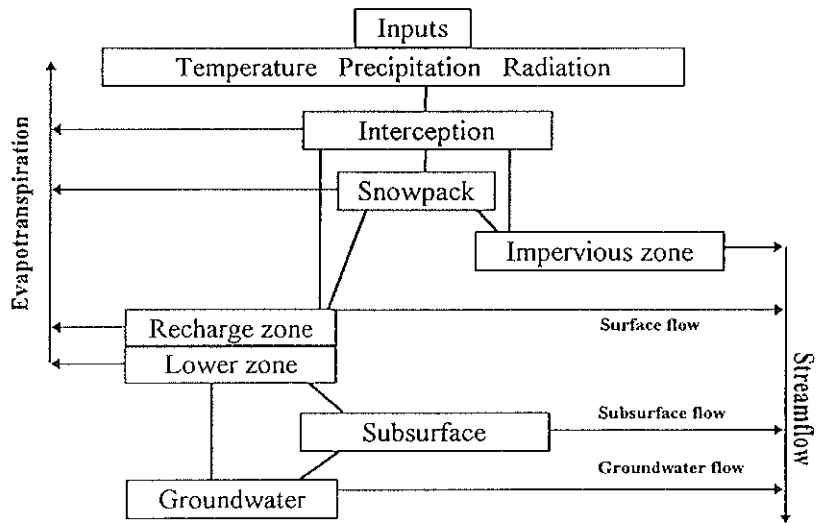 Inputs
Temperature Precipitation Radiation
Interception
Snowpack
Impervious zone
Evapotranspiration
Recharge zone
Surface flow
Lower zone
Subsurface flow
Subsurface
Streamflow
Groundwater flow
Groundwater